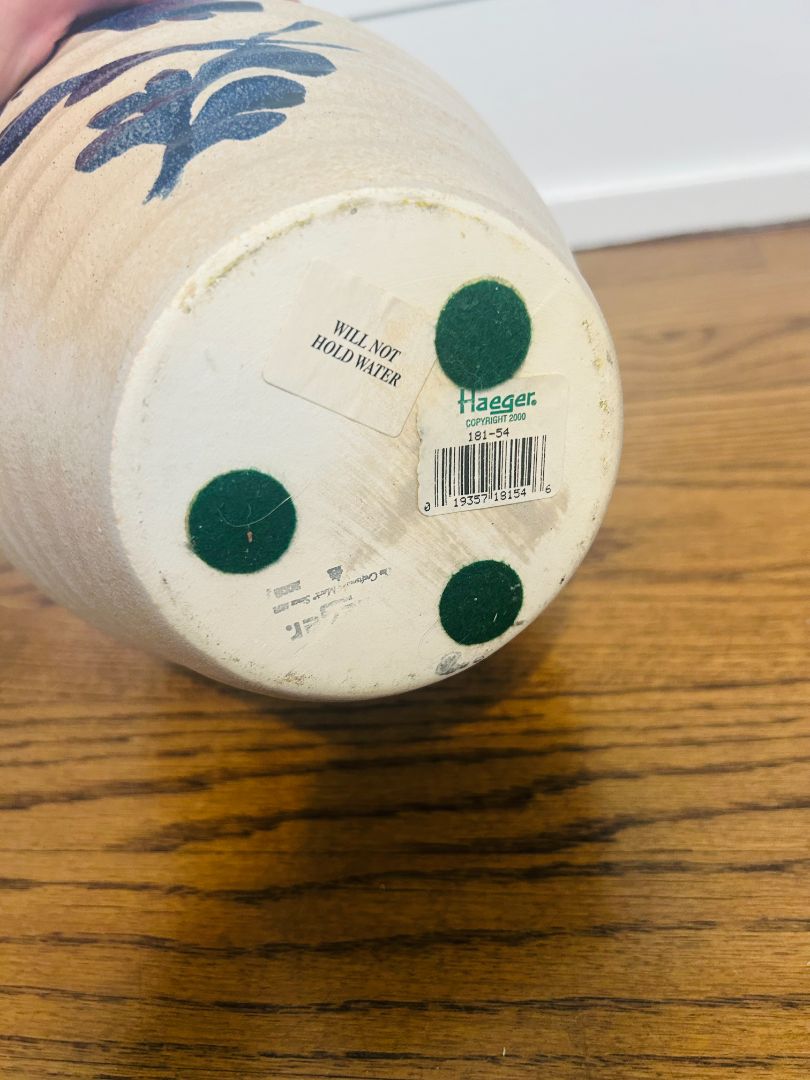 WILL NOT
HOLD WATER
Haeger.
COPYRIGHT 2000
181-54
0 19357 18154 6